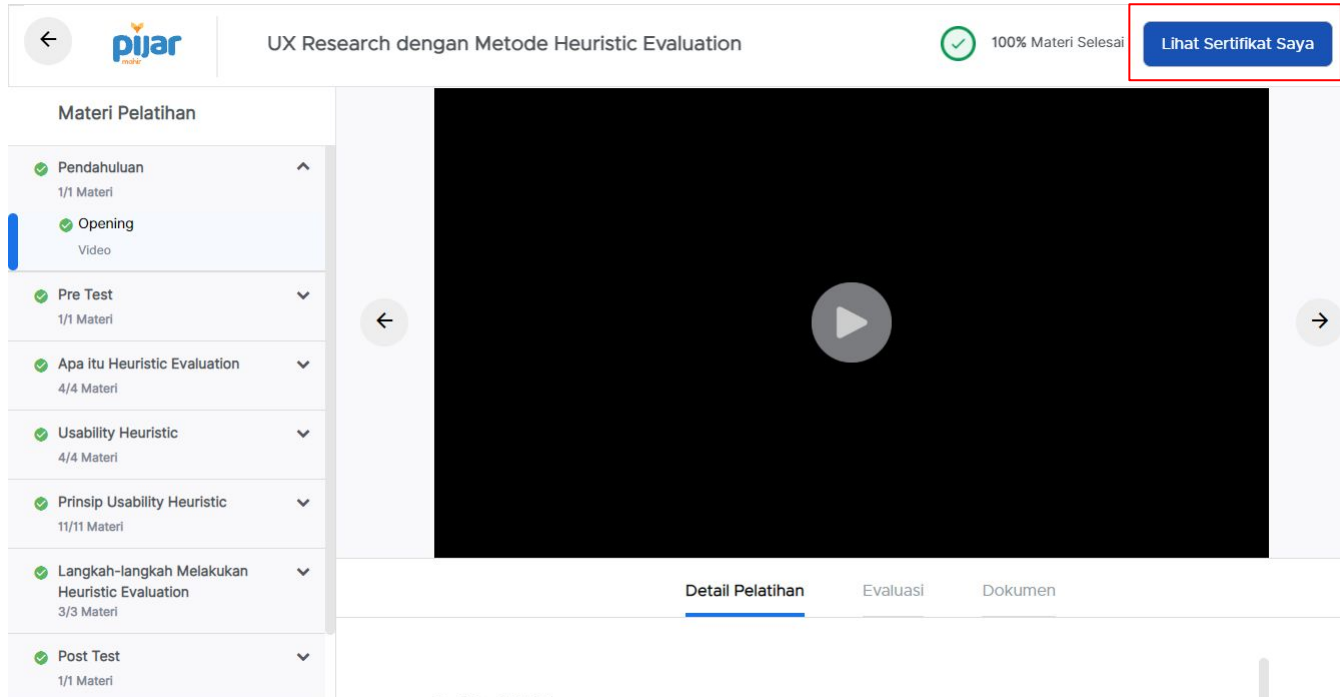 pijar
mahir
UX Research dengan Metode Heuristic Evaluation
100% Materi Selesai
Lihat Sertifikat Saya
Materi Pelatihan
Pendahuluan
1/1 Materi
Opening
Video
Pre Test
1/1 Materi
Apa itu Heuristic Evaluation
4/4 Materi
Usability Heuristic
4/4 Materi
Prinsip Usability Heuristic
11/11 Materi
Langkah-langkah Melakukan
Heuristic Evaluation
3/3 Materi
Post Test
1/1 Materi
Detail Pelatihan
Evaluasi
Dokumen